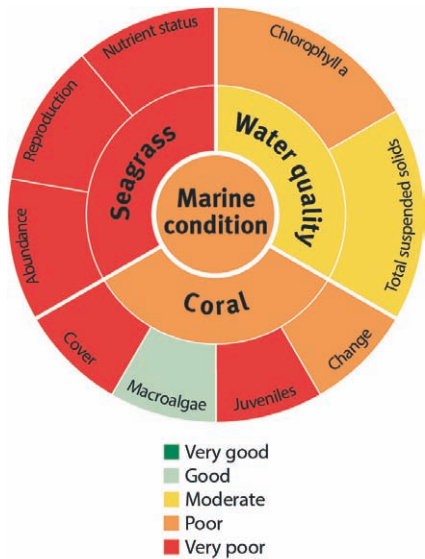 Nutrient status
Chlorophyll a
Reproduction
Seagrass
Water quality
Marine
condition
Abundance
Total suspended solids
Coral
Cover
Macroalgae
Juveniles
Change
Very good
Good
Moderate
Poor
Very poor